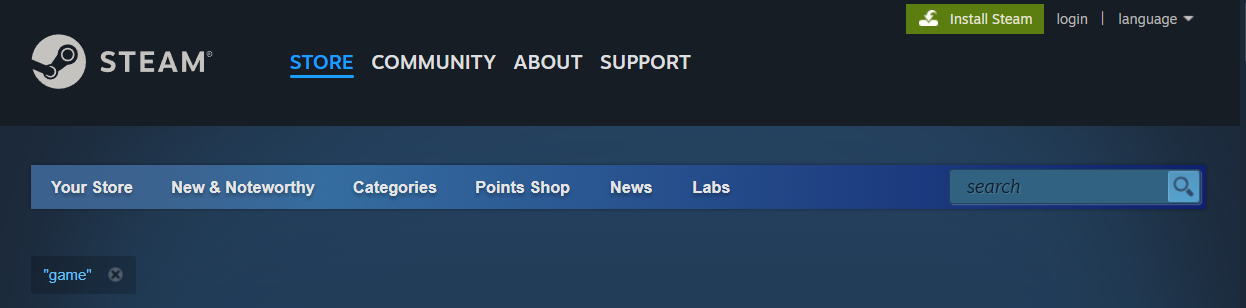 Install Steam login | language
STEAM®
STORE COMMUNITY ABOUT SUPPORT
Your Store New & Noteworthy Categories Points Shop News Labs search
"game"